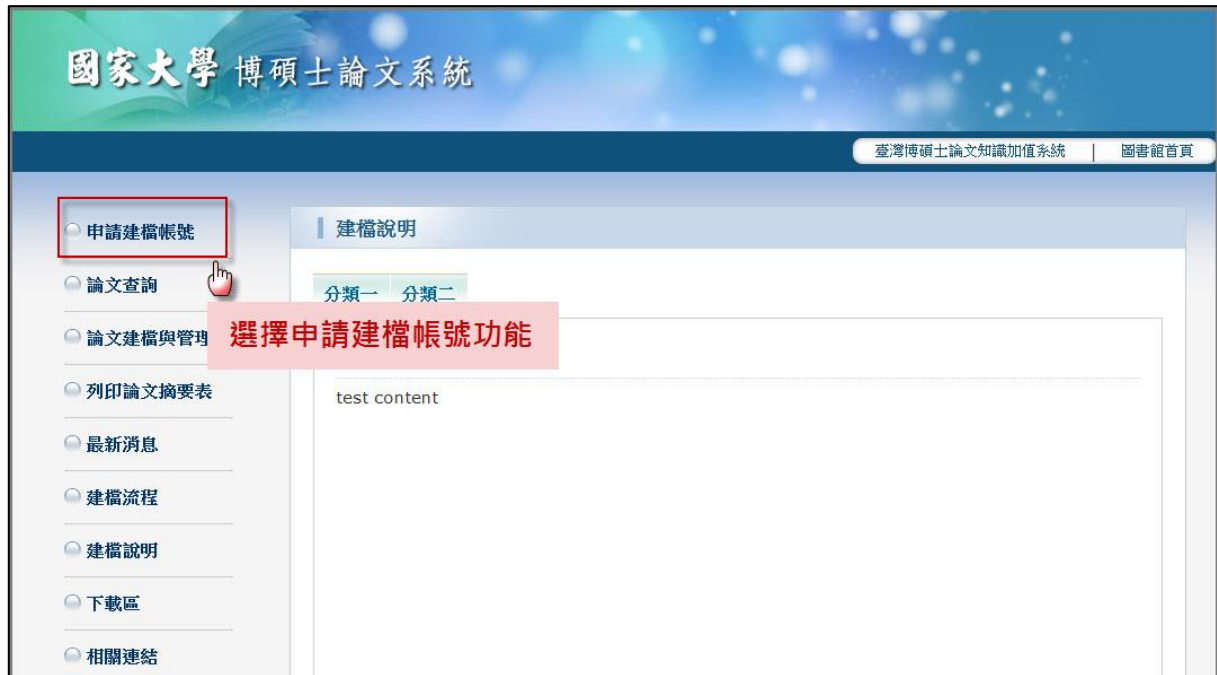 國家大學 博碩士論文系統
臺灣博碩士論文知識加值系統 | 圖書館首頁
申請建檔帳號
論文查詢
論文建檔與管理
列印論文摘要表
最新消息
建檔流程
建檔說明
下載區
相關連結
建檔說明
分類一 分類二
選擇申請建檔帳號功能
test content